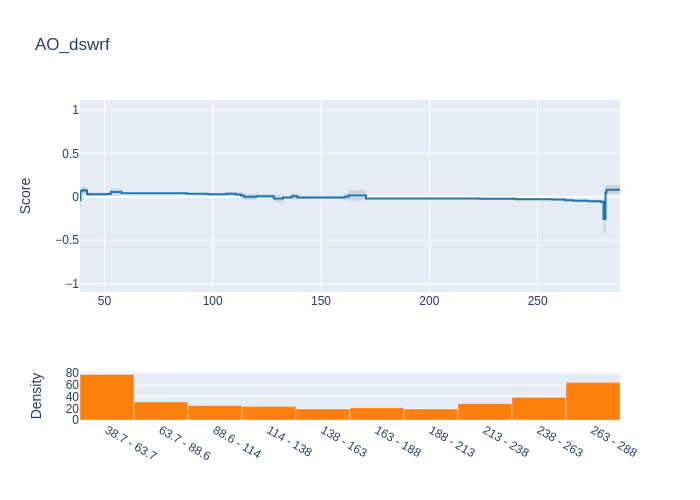 AO_dswrf
1
0.5
0
−0.5
−1
Score
50
100
150
200
250
80
60
40
20
0
Density
38.7 - 63.7
63.7 - 88.6
88.6 - 114
114 - 138
138 - 163
163 - 188
188 - 213
213 - 238
238 - 263
263 - 288